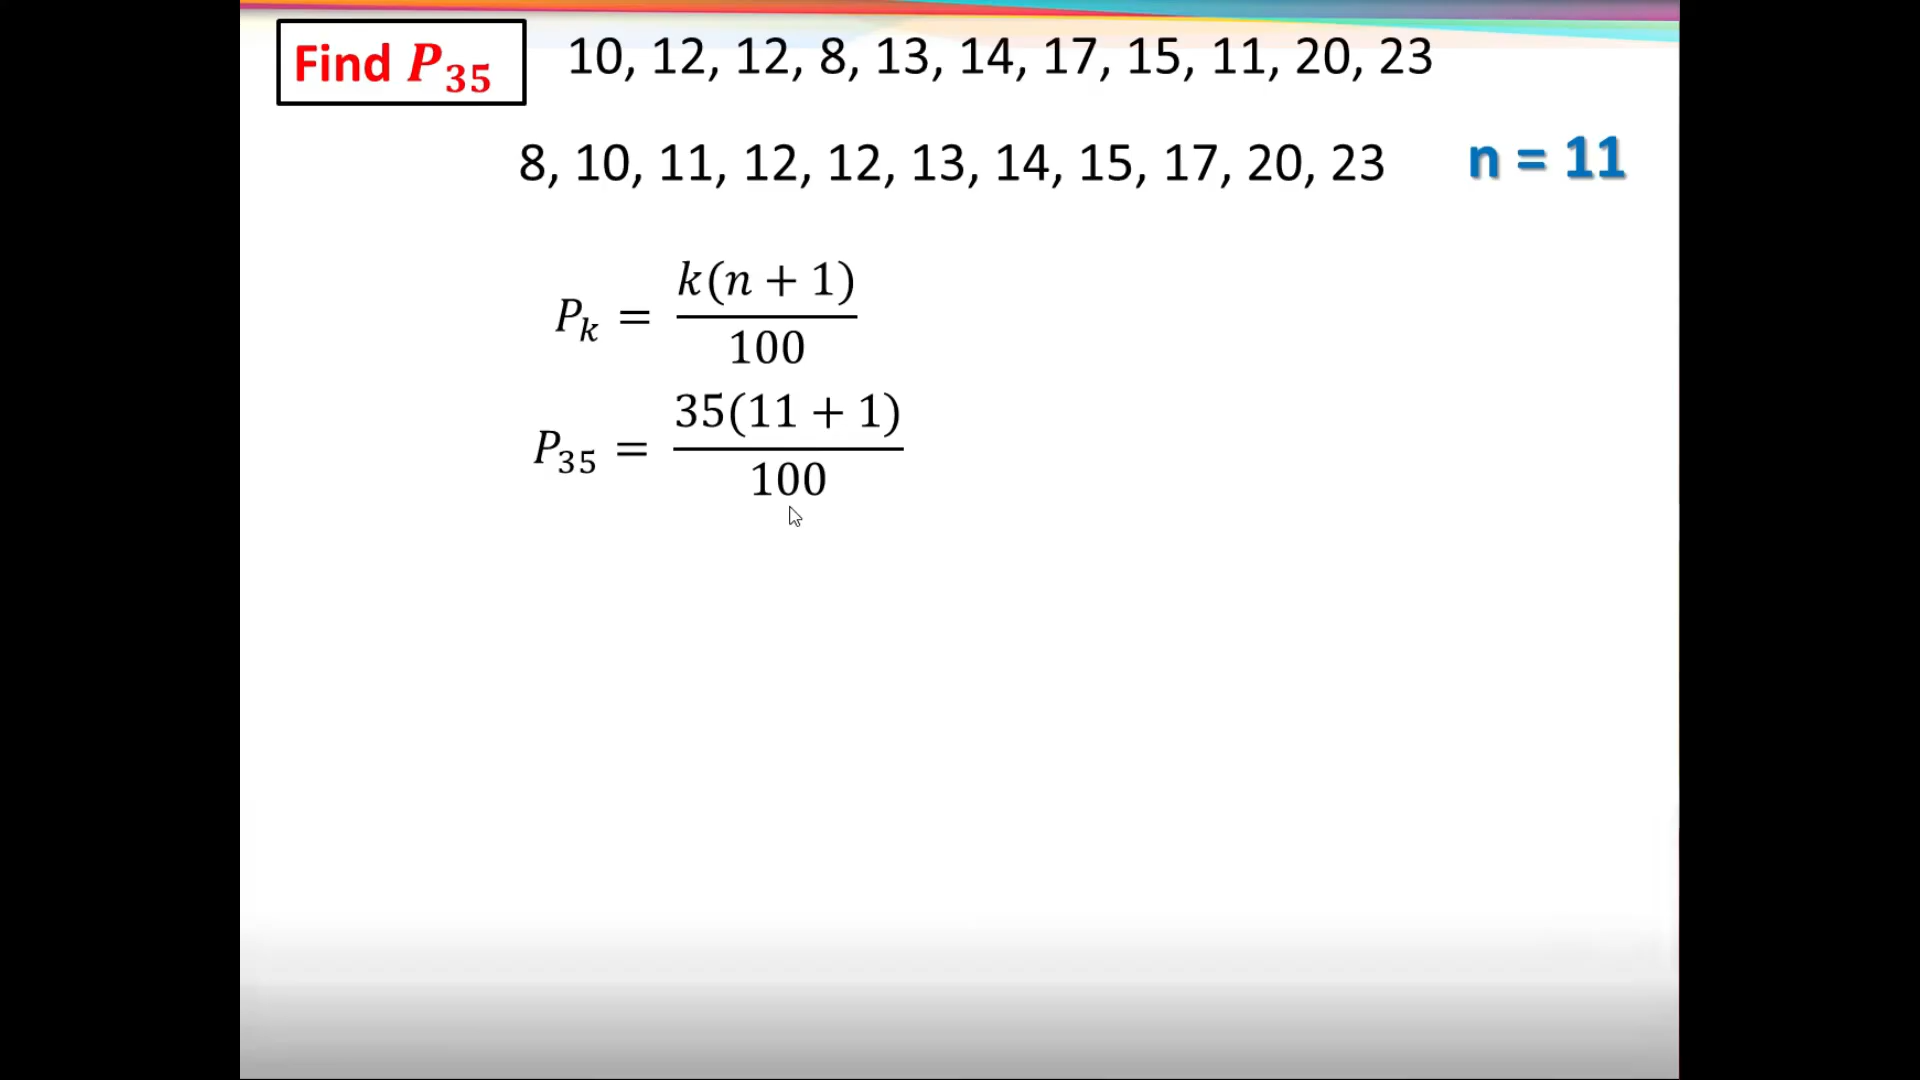 Find P₃₅
10, 12, 12, 8, 13, 14, 17, 15, 11, 20, 23
8, 10, 11, 12, 12, 13, 14, 15, 17, 20, 23
n = 11
Pₖ = k(n + 1)/100
P₃₅ = 35(11 + 1)/100